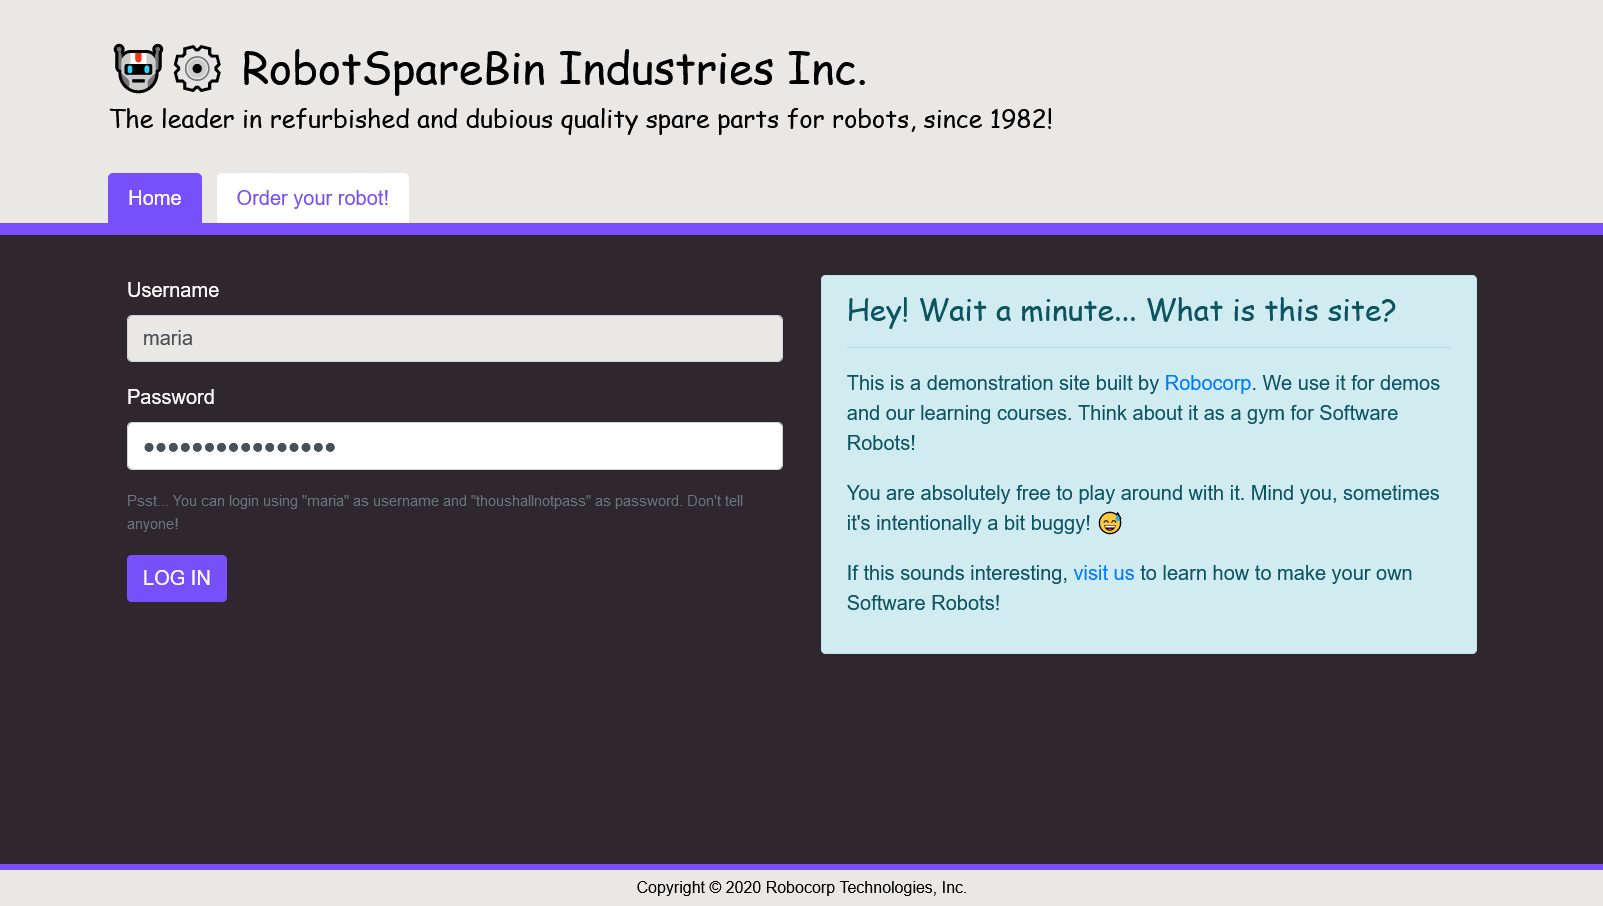 RobotSpareBin Industries Inc.
The leader in refurbished and dubious quality spare parts for robots, since 1982!
Home
Order your robot!
Username
maria
Password
●●●●●●●●●●●●●●●●
Psst... You can login using "maria" as username and "thoushallnotpass" as password. Don't tell
anyone!
LOG IN
Hey! Wait a minute... What is this site?
This is a demonstration site built by Robocorp. We use it for demos
and our learning courses. Think about it as a gym for Software
Robots!
You are absolutely free to play around with it. Mind you, sometimes
it's intentionally a bit buggy! 😅
If this sounds interesting, visit us to learn how to make your own
Software Robots!
Copyright © 2020 Robocorp Technologies, Inc.